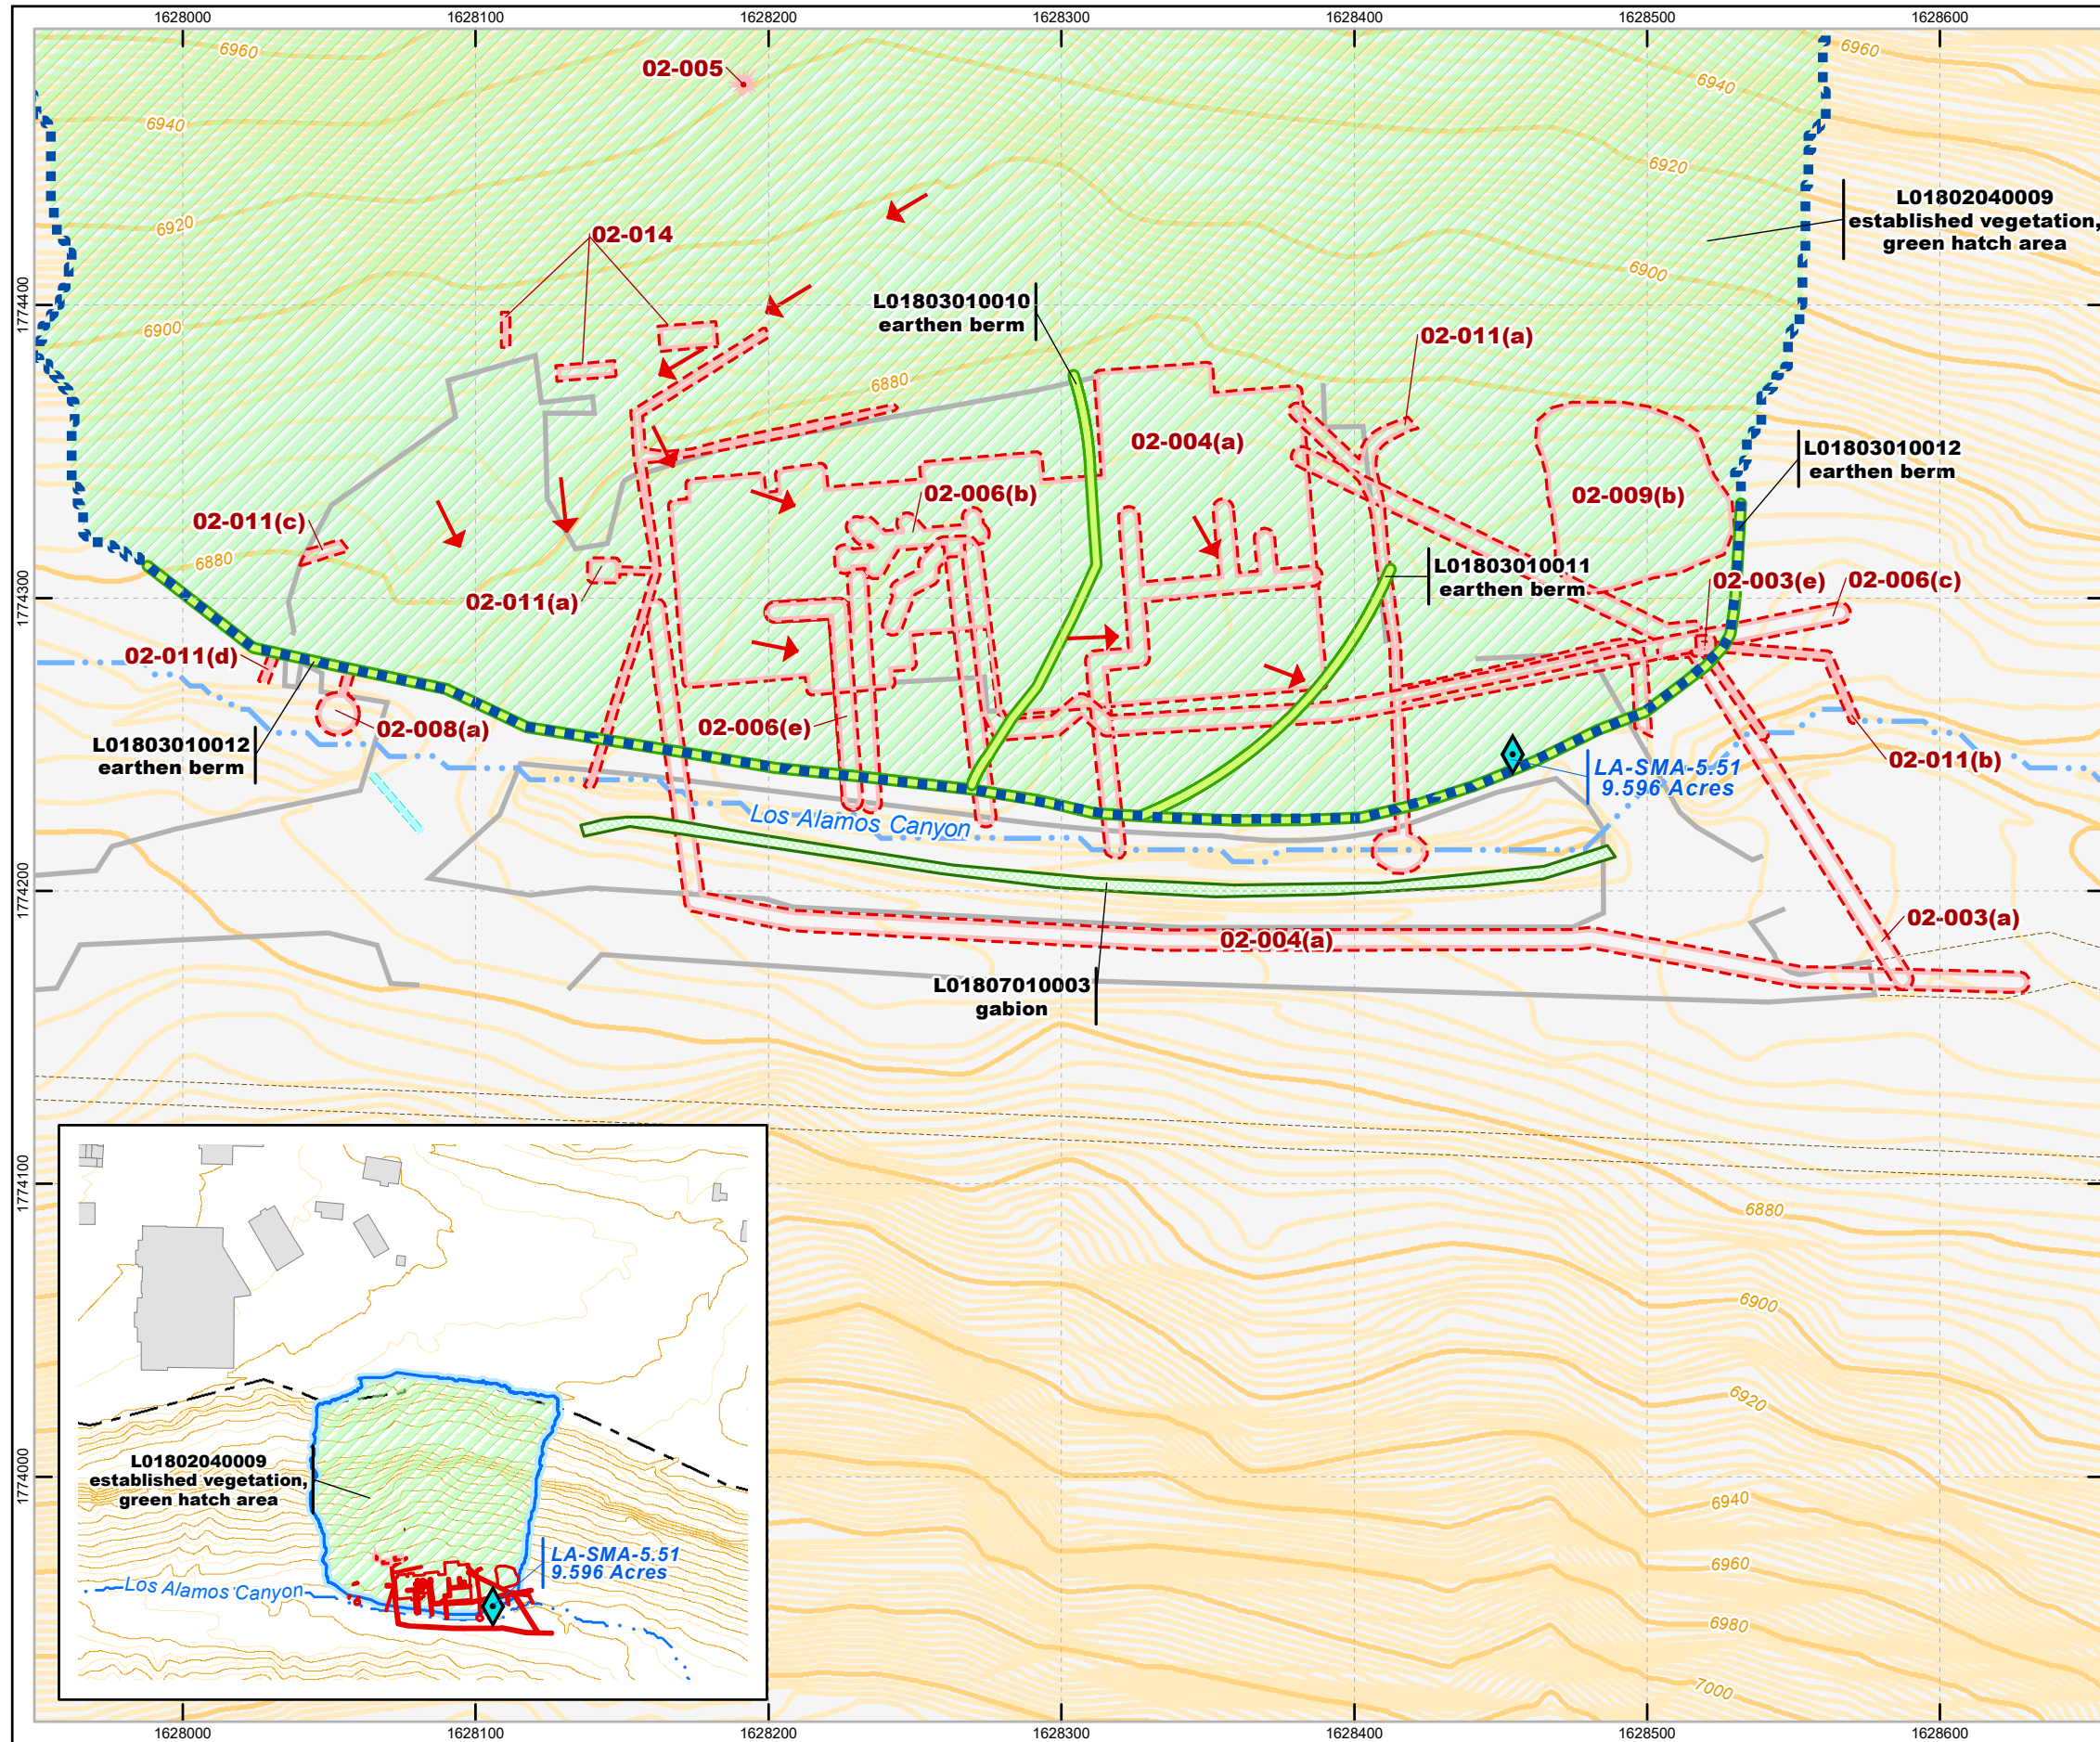 1628000 1628100 1628200 1628300 1628400 1628500 1628600
6960
6960
02-005
6940
6940
6920
L01802040009
established vegetation,
green hatch area
6920
02-014
6900
1774400
L01803010010
earthen berm
6900
02-011(a)
6880
02-004(a)
L01803010012
earthen berm
02-006(b)
02-009(b)
02-011(c)
6880
L01803010011
earthen berm
02-003(e)
02-006(c)
1774300
02-011(a)
02-011(d)
02-008(a)
02-006(e)
L01803010012
earthen berm
02-011(b)
LA-SMA-5.51
9.596 Acres
Los Alamos Canyon
1774200
02-003(a)
02-004(a)
L01807010003
gabion
1774100
6880
6900
6920
1774000
6940
6960
6980
7000
L01802040009
established vegetation,
green hatch area
LA-SMA-5.51
9.596 Acres
Los Alamos Canyon
1628000 1628100 1628200 1628300 1628400 1628500 1628600